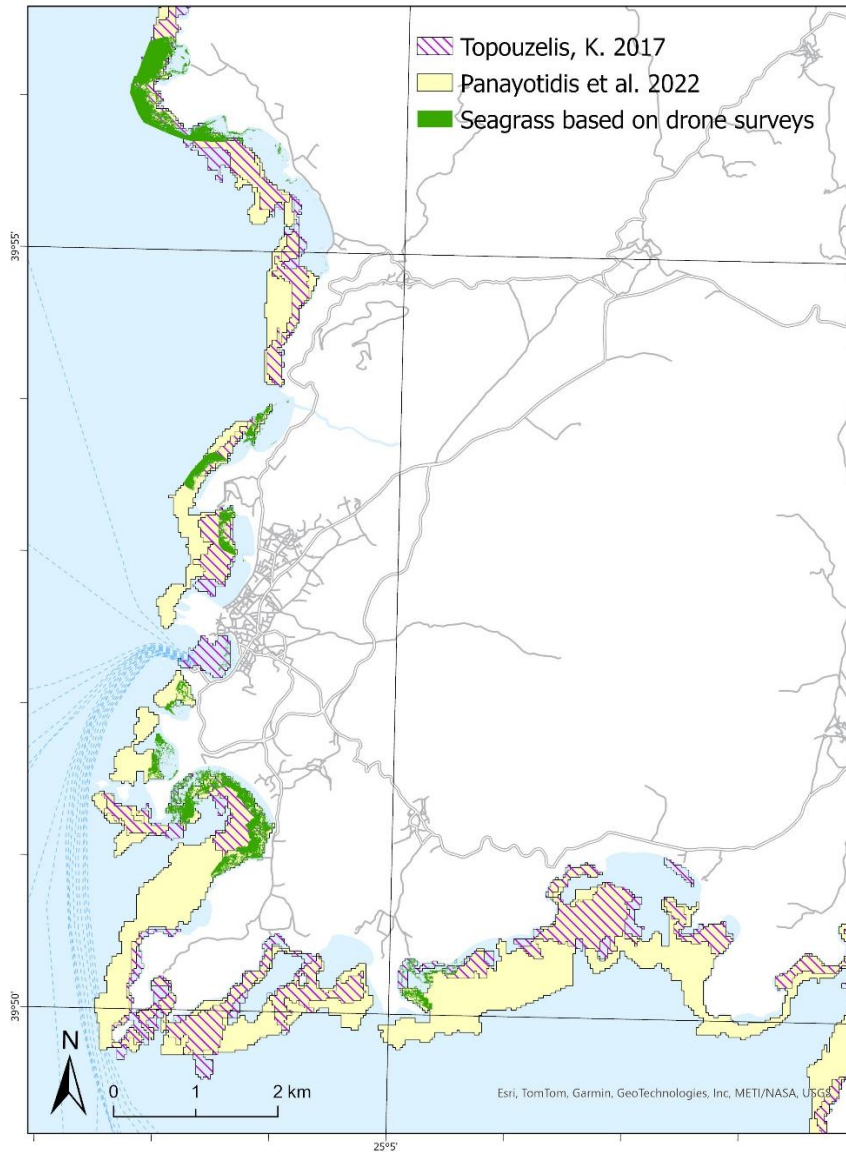 Topouzelis, K. 2017
Panayotidis et al. 2022
Seagrass based on drone surveys
39°55'
39°50'
N
0 1 2 km
Esri, TomTom, Garmin, GeoTechnologies, Inc, METI/NASA, USGS
25°5'